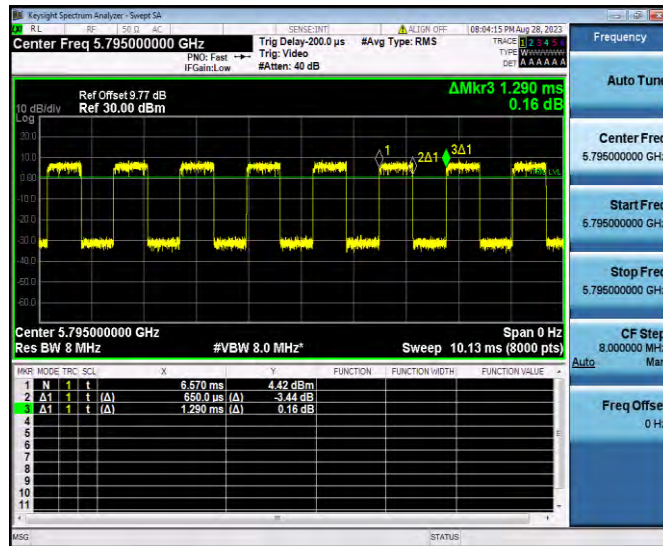 Keysight Spectrum Analyzer - Swept SA
RL RF 50 Ω AC SENSE:INT ALIGN OFF 08:04:15 PM Aug 28, 2023
Center Freq 5.795000000 GHz
PNO: Fast
IFGain:Low
Trig Delay-200.0 µs
Trig: Video
#Atten: 40 dB
#Avg Type: RMS
TRACE 1 2 3 4 5 6
TYPE
DET A A A A A A
ΔMkr3 1.290 ms
0.16 dB
Ref Offset 9.77 dB
10 dB/div Ref 30.00 dBm
Log
20.0
10.0
0.00
-10.0
-20.0
-30.0
-40.0
-50.0
-60.0
1
2Δ1
3Δ1
Center 5.795000000 GHz Span 0 Hz
Res BW 8 MHz #VBW 8.0 MHz* Sweep 10.13 ms (8000 pts)
MKR MODE TRC SCL X Y FUNCTION FUNCTION WIDTH FUNCTION VALUE
1 N 1 t 6.570 ms 4.42 dBm
2 Δ1 1 t (Δ) 650.0 µs (Δ) -3.44 dB
3 Δ1 1 t (Δ) 1.290 ms (Δ) 0.16 dB
4
5
6
7
8
9
10
11
MSG STATUS
Frequency
Auto Tune
Center Freq
5.795000000 GHz
Start Freq
5.795000000 GHz
Stop Freq
5.795000000 GHz
CF Step
8.000000 MHz
Auto Man
Freq Offset
0 Hz